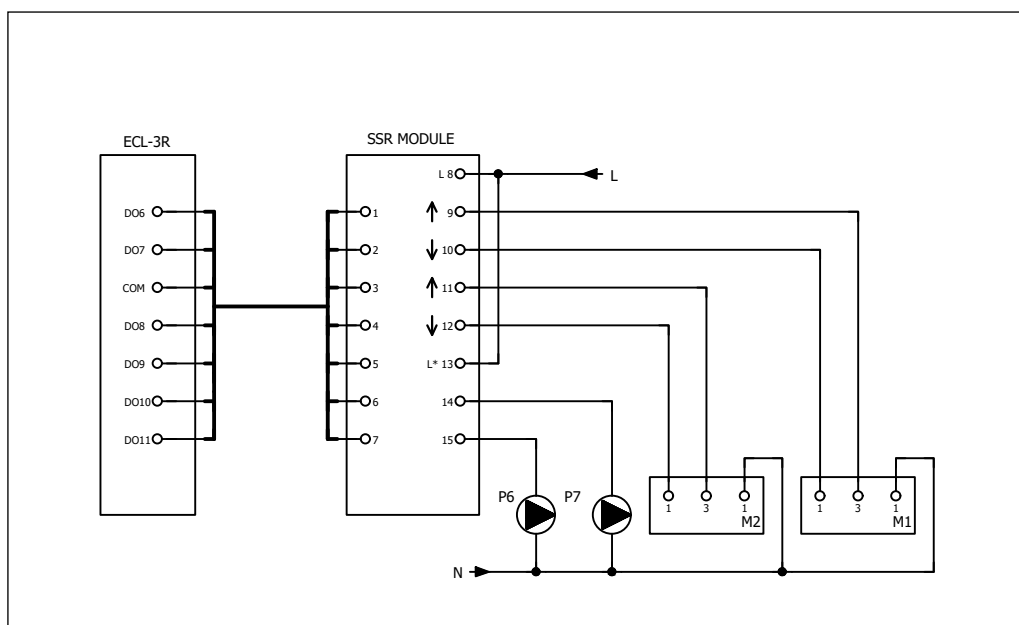 ECL-3R
SSR MODULE
L 8
L
DO6
1
9
DO7
2
10
COM
3
11
DO8
4
12
DO9
5
L* 13
DO10
6
14
DO11
7
15
P6
P7
1
3
1
M2
1
3
1
M1
N